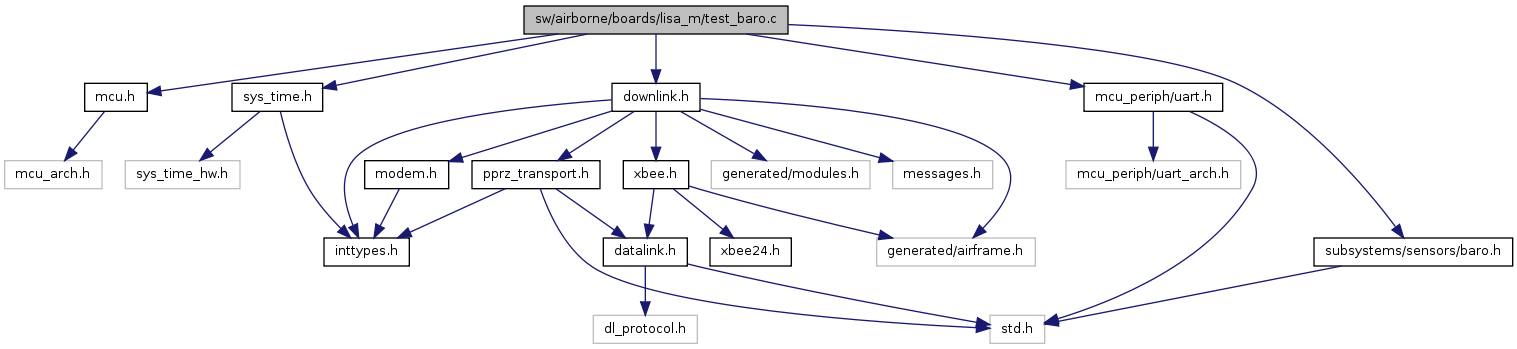 sw/airborne/boards/lisa_m/test_baro.c
mcu.h
sys_time.h
downlink.h
mcu_periph/uart.h
mcu_arch.h
sys_time_hw.h
modem.h
pprz_transport.h
xbee.h
generated/modules.h
messages.h
mcu_periph/uart_arch.h
inttypes.h
datalink.h
xbee24.h
generated/airframe.h
subsystems/sensors/baro.h
dl_protocol.h
std.h